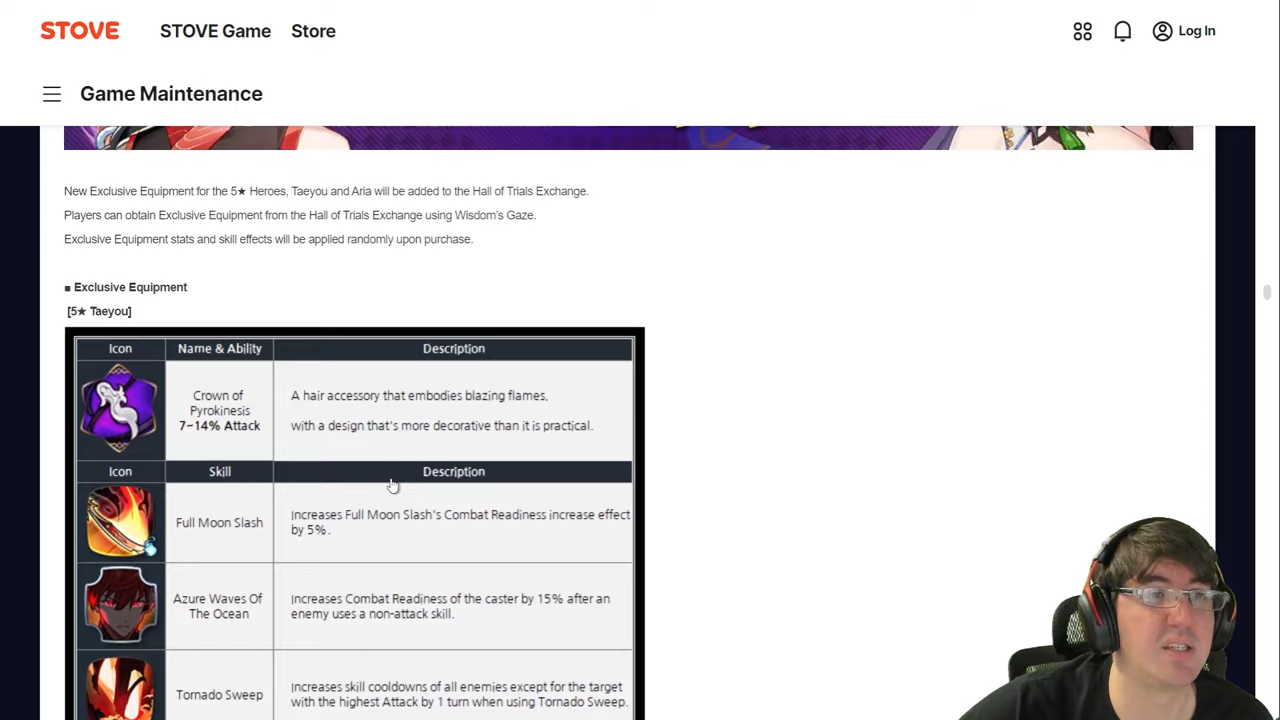 STOVE
STOVE Game
Store
Log In
Game Maintenance
New Exclusive Equipment for the 5★ Heroes, Taeyou and Aria will be added to the Hall of Trials Exchange.
Players can obtain Exclusive Equipment from the Hall of Trials Exchange using Wisdom's Gaze.
Exclusive Equipment stats and skill effects will be applied randomly upon purchase.
■ Exclusive Equipment
[5★ Taeyou]
Icon
Name & Ability
Description
Crown of
Pyrokinesis
7-14% Attack
A hair accessory that embodies blazing flames,
with a design that's more decorative than it is practical.
Icon
Skill
Description
Full Moon Slash
Increases Full Moon Slash's Combat Readiness increase effect
by 5%.
Azure Waves Of
The Ocean
Increases Combat Readiness of the caster by 15% after an
enemy uses a non-attack skill.
Tornado Sweep
Increases skill cooldowns of all enemies except for the target
with the highest Attack by 1 turn when using Tornado Sweep.